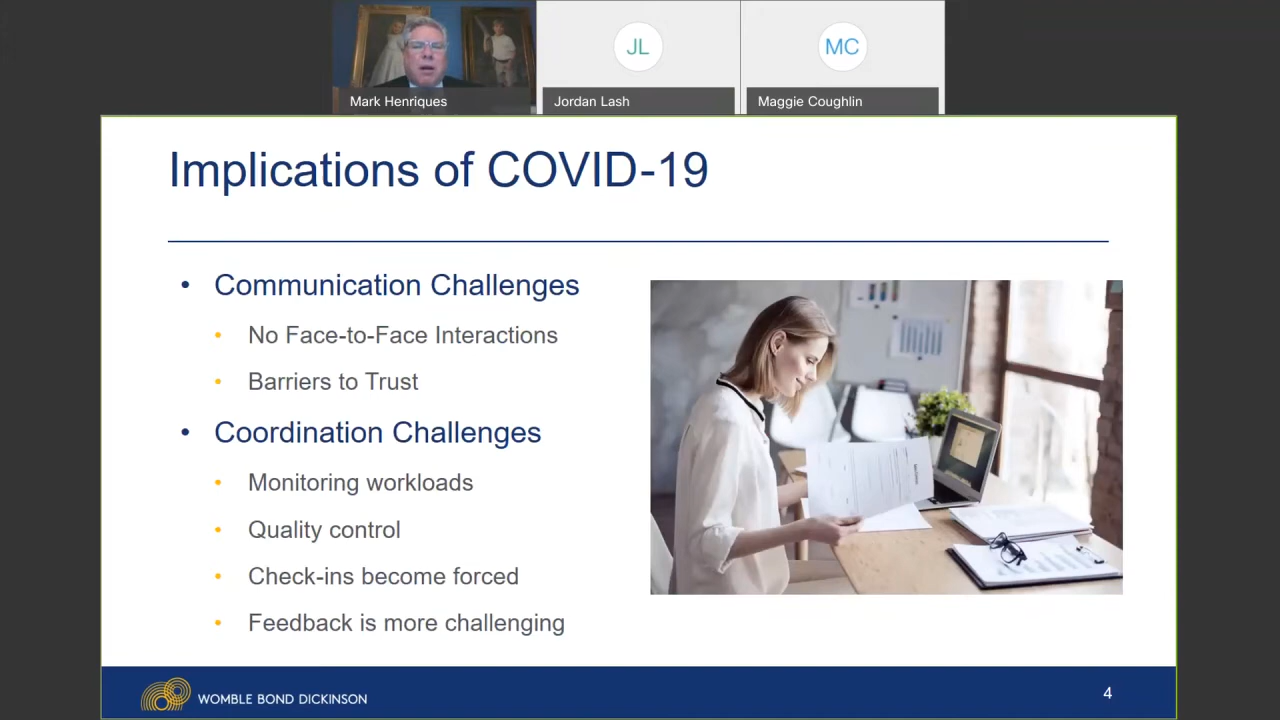 JL
MC
Mark Henriques
Jordan Lash
Maggie Coughlin
Implications of COVID-19
• Communication Challenges
• No Face-to-Face Interactions
• Barriers to Trust
• Coordination Challenges
• Monitoring workloads
• Quality control
• Check-ins become forced
• Feedback is more challenging
WOMBLE BOND DICKINSON
4